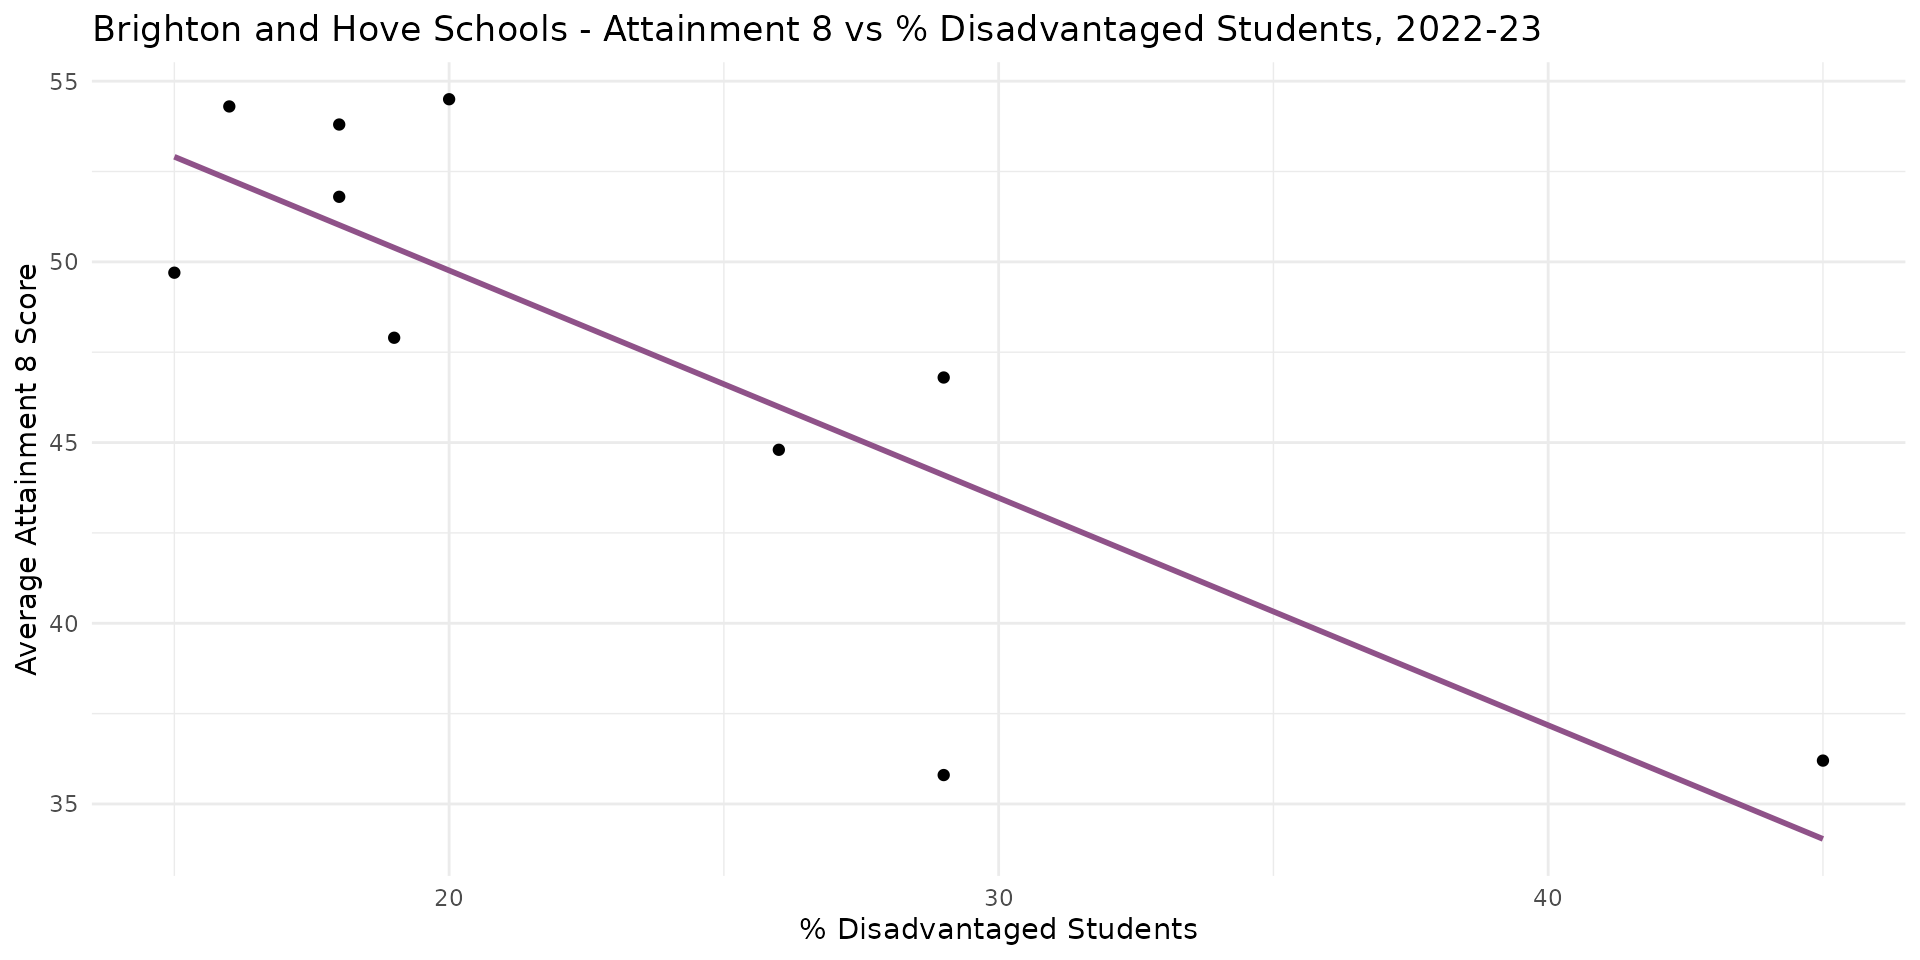 Brighton and Hove Schools - Attainment 8 vs % Disadvantaged Students, 2022-23
55
50
45
40
35
Average Attainment 8 Score
20 30 40
% Disadvantaged Students